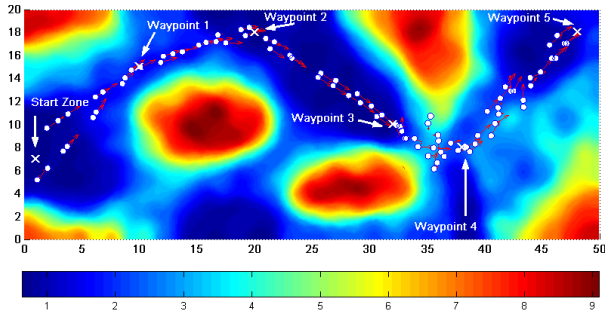 20
18
16
14
12
10
8
6
4
2
0
Waypoint 1
Waypoint 2
Waypoint 5
Start Zone
Waypoint 3
Waypoint 4
0 5 10 15 20 25 30 35 40 45 50
1 2 3 4 5 6 7 8 9